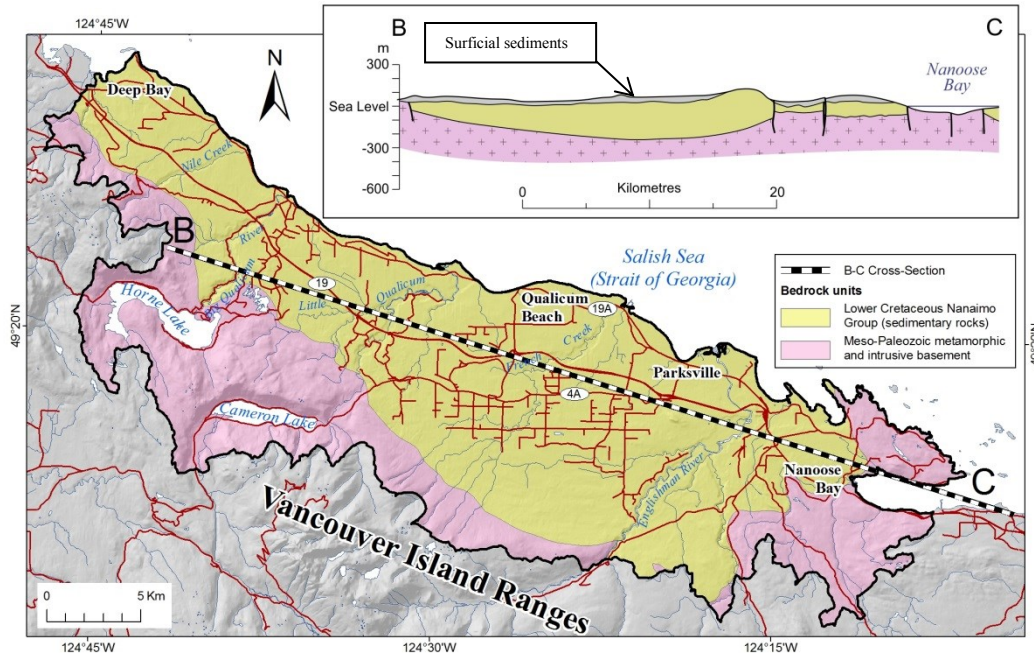 124°45'W
B
C
m
300
Sea Level
-300
-600
Surficial sediments
Nanoose
Bay
Kilometres
0
20
N
Deep Bay
Nile Creek
B
River
Horne Lake
19
Little
Qualicum
Salish Sea
(Strait of Georgia)
Qualicum
Beach
19A
Creek
French
49°20'N
B-C Cross-Section
Bedrock units
Lower Cretaceous Nanaimo
Group (sedimentary rocks)
Meso-Paleozoic metamorphic
and intrusive basement
Parksville
4A
Cameron Lake
Englishman River
Nanoose
Bay
C
Vancouver Island Ranges
0
5 Km
124°45'W
124°30'W
124°15'W